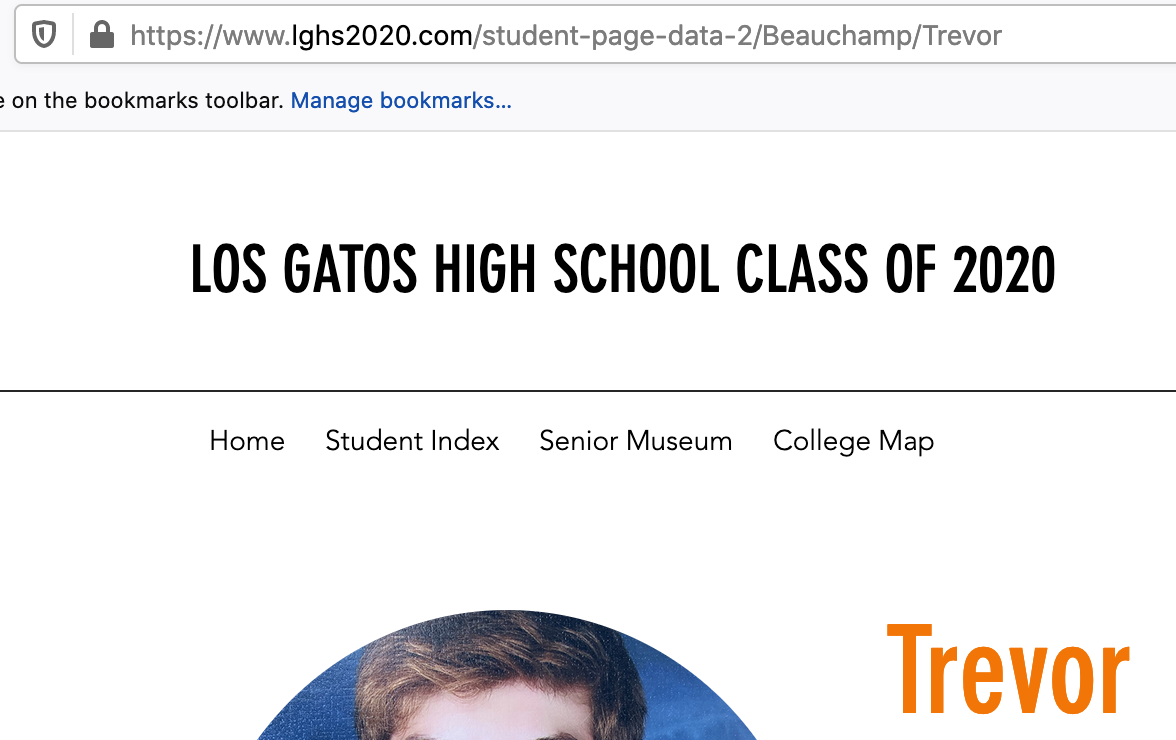 https://www.lghs2020.com/student-page-data-2/Beauchamp/Trevor
e on the bookmarks toolbar. Manage bookmarks...
LOS GATOS HIGH SCHOOL CLASS OF 2020
Home Student Index Senior Museum College Map
Trevor